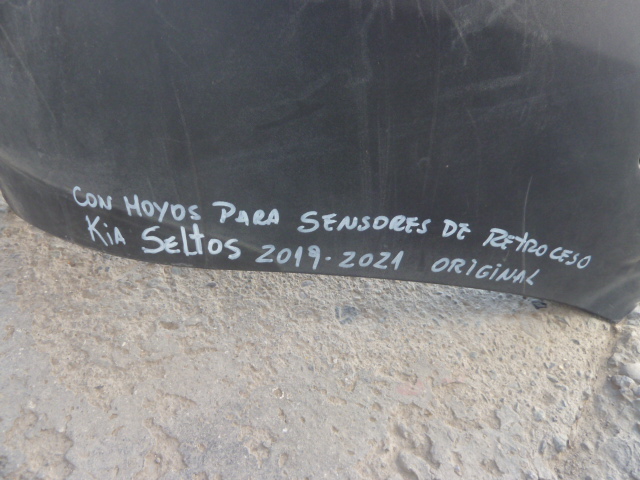 CON HOYOS PARA SENSORES DE RETROCESO
Kia Seltos 2019-2021 ORIGINAL